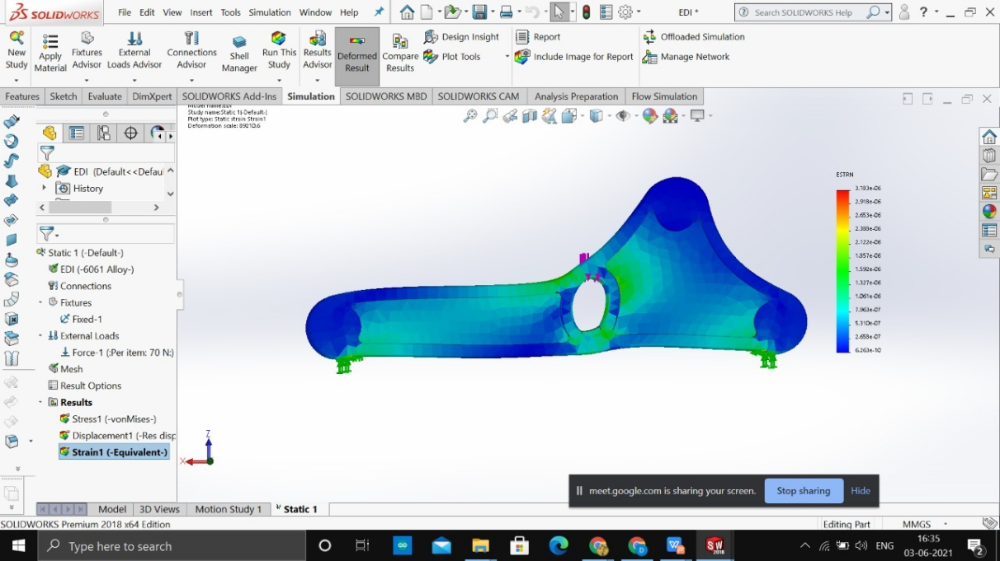 SOLIDWORKS File Edit View Insert Tools Simulation Window Help EDI * Search SOLIDWORKS Help ?
New Study
Apply Material
Fixtures Advisor
External Loads Advisor
Connections Advisor
Shell Manager
Run This Study
Results Advisor
Deformed Result
Compare Results
Design Insight
Plot Tools
Report
Include Image for Report
Offloaded Simulation
Manage Network
Features Sketch Evaluate DimXpert SOLIDWORKS Add-Ins Simulation SOLIDWORKS MBD SOLIDWORKS CAM Analysis Preparation Flow Simulation
Model name:EDI
Study name:Static 1(-Default-)
Plot type: Static strain Strain1
Deformation scale: 89210.6
EDI (Default<<Defau
History
Static 1 (-Default-)
EDI (-6061 Alloy-)
Connections
Fixtures
Fixed-1
External Loads
Force-1 (:Per item: 70 N:)
Mesh
Result Options
Results
Stress1 (-vonMises-)
Displacement1 (-Res disp
Strain1 (-Equivalent-)
ESTRN
3.183e-06
2.918e-06
2.653e-06
2.388e-06
2.122e-06
1.857e-06
1.592e-06
1.327e-06
1.061e-06
7.963e-07
5.310e-07
2.658e-07
6.263e-10
Z
X
meet.google.com is sharing your screen. Stop sharing Hide
Model 3D Views Motion Study 1 Static 1
SOLIDWORKS Premium 2018 x64 Edition Editing Part MMGS
Type here to search
SW
2018
ENG
16:35
03-06-2021
2